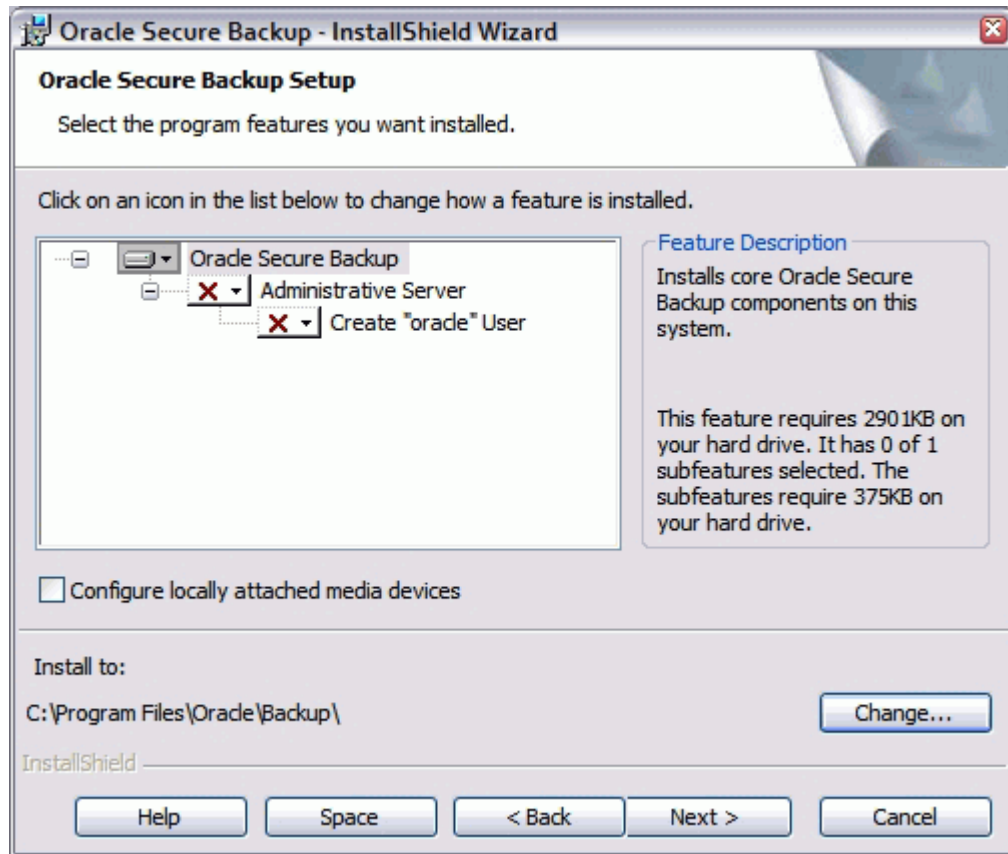 Oracle Secure Backup - InstallShield Wizard
Oracle Secure Backup Setup
Select the program features you want installed.
Click on an icon in the list below to change how a feature is installed.
Oracle Secure Backup
Administrative Server
Create "oracle" User
Feature Description
Installs core Oracle Secure
Backup components on this
system.
This feature requires 2901KB on
your hard drive. It has 0 of 1
subfeatures selected. The
subfeatures require 375KB on
your hard drive.
Configure locally attached media devices
Install to:
C:\Program Files\Oracle\Backup\
Change...
InstallShield
Help
Space
< Back
Next >
Cancel